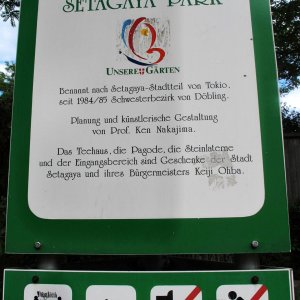 SETAGAYA PARK
UNSERE GÄRTEN
Benannt nach Setagaya-Stadtteil von Tokio,
seit 1984/85 Schwesterbezirk von Döbling.
Planung und künstlerische Gestaltung
von Prof. Ken Nakajima.
Das Teehaus, die Pagode, die Steinlaterne
und der Eingangsbereich sind Geschenke der Stadt
Setagaya und ihres Bürgermeisters Keiji Ohba.